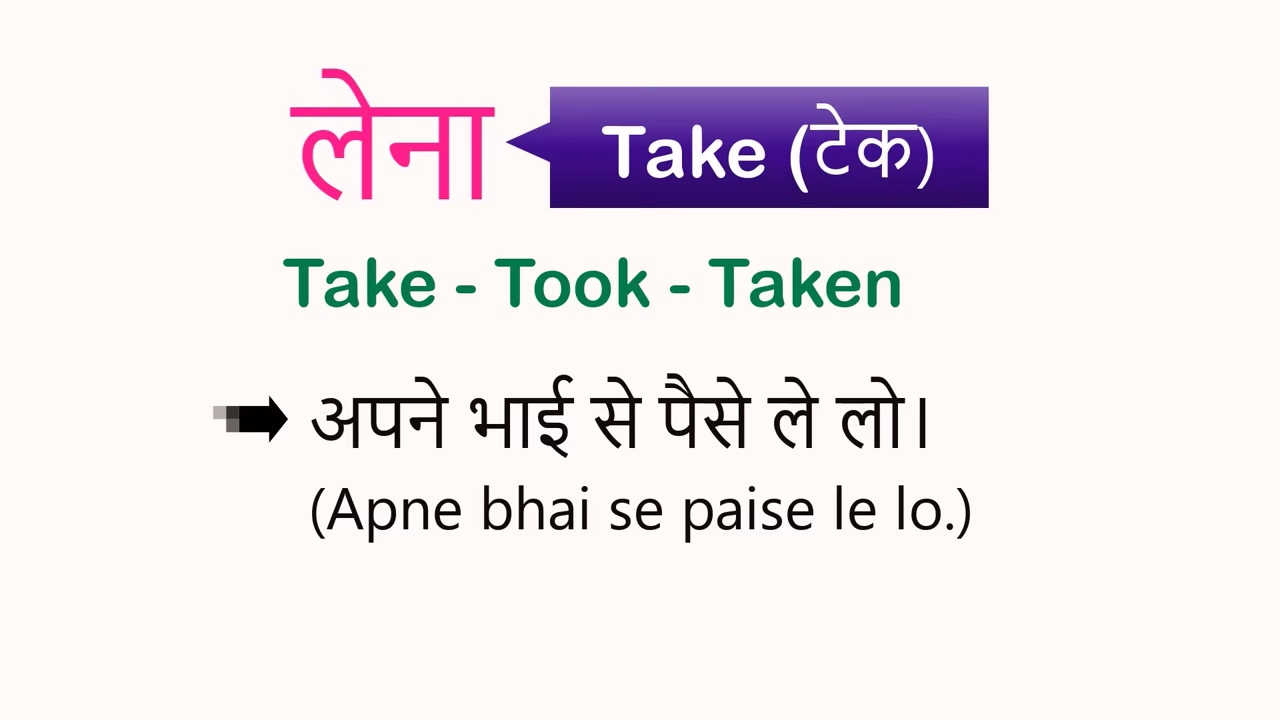 लेना Take (टेक)
Take - Took - Taken
अपने भाई से पैसे ले लो।
(Apne bhai se paise le lo.)